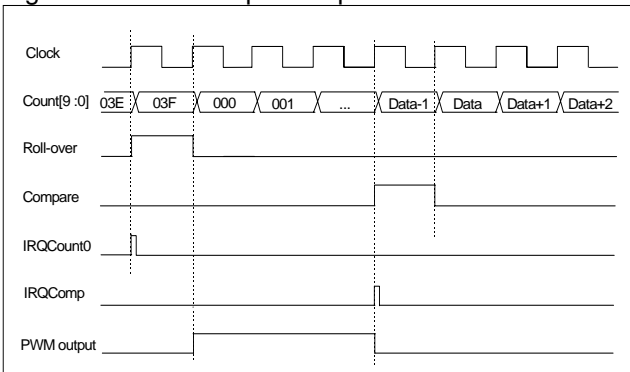 Clock
Count[9 :0] 03E 03F 000 001 ... Data-1 Data Data+1 Data+2
Roll-over
Compare
IRQCount0
IRQComp
PWM output